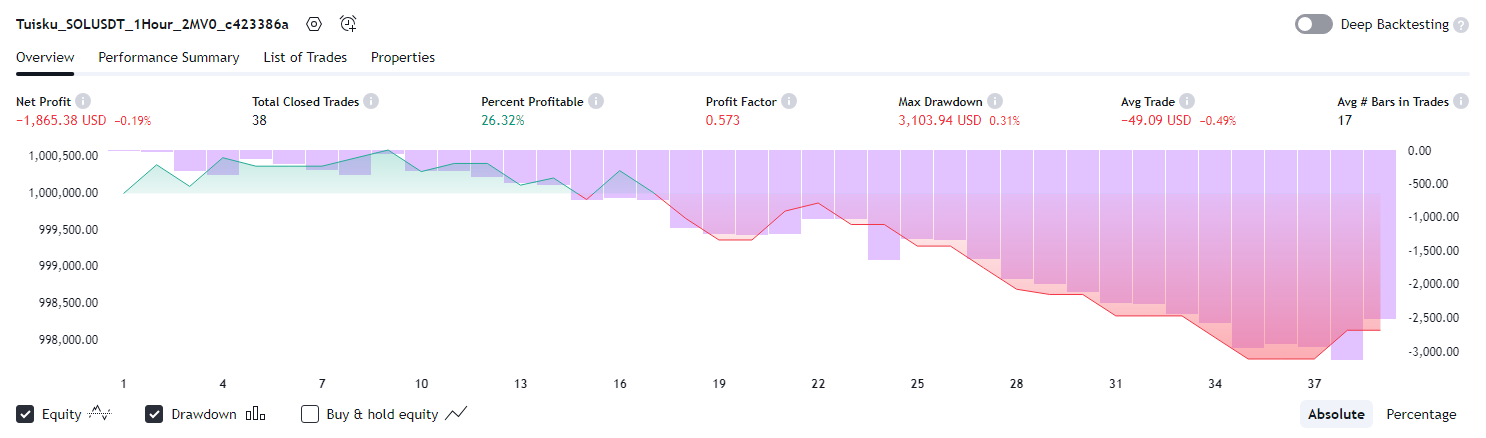 Tuisku_SOLUSDT_1Hour_2MV0_c423386a
Deep Backtesting ?
Overview Performance Summary List of Trades Properties
Net Profit Total Closed Trades Percent Profitable Profit Factor Max Drawdown Avg Trade Avg # Bars in Trades
−1,865.38 USD −0.19% 38 26.32% 0.573 3,103.94 USD 0.31% −49.09 USD −0.49% 17
1,000,500.00 0.00
1,000,000.00 -500.00
999,500.00 -1,000.00
999,000.00 -1,500.00
998,500.00 -2,000.00
998,000.00 -2,500.00
-3,000.00
1 4 7 10 13 16 19 22 25 28 31 34 37
Equity Drawdown Buy & hold equity Absolute Percentage